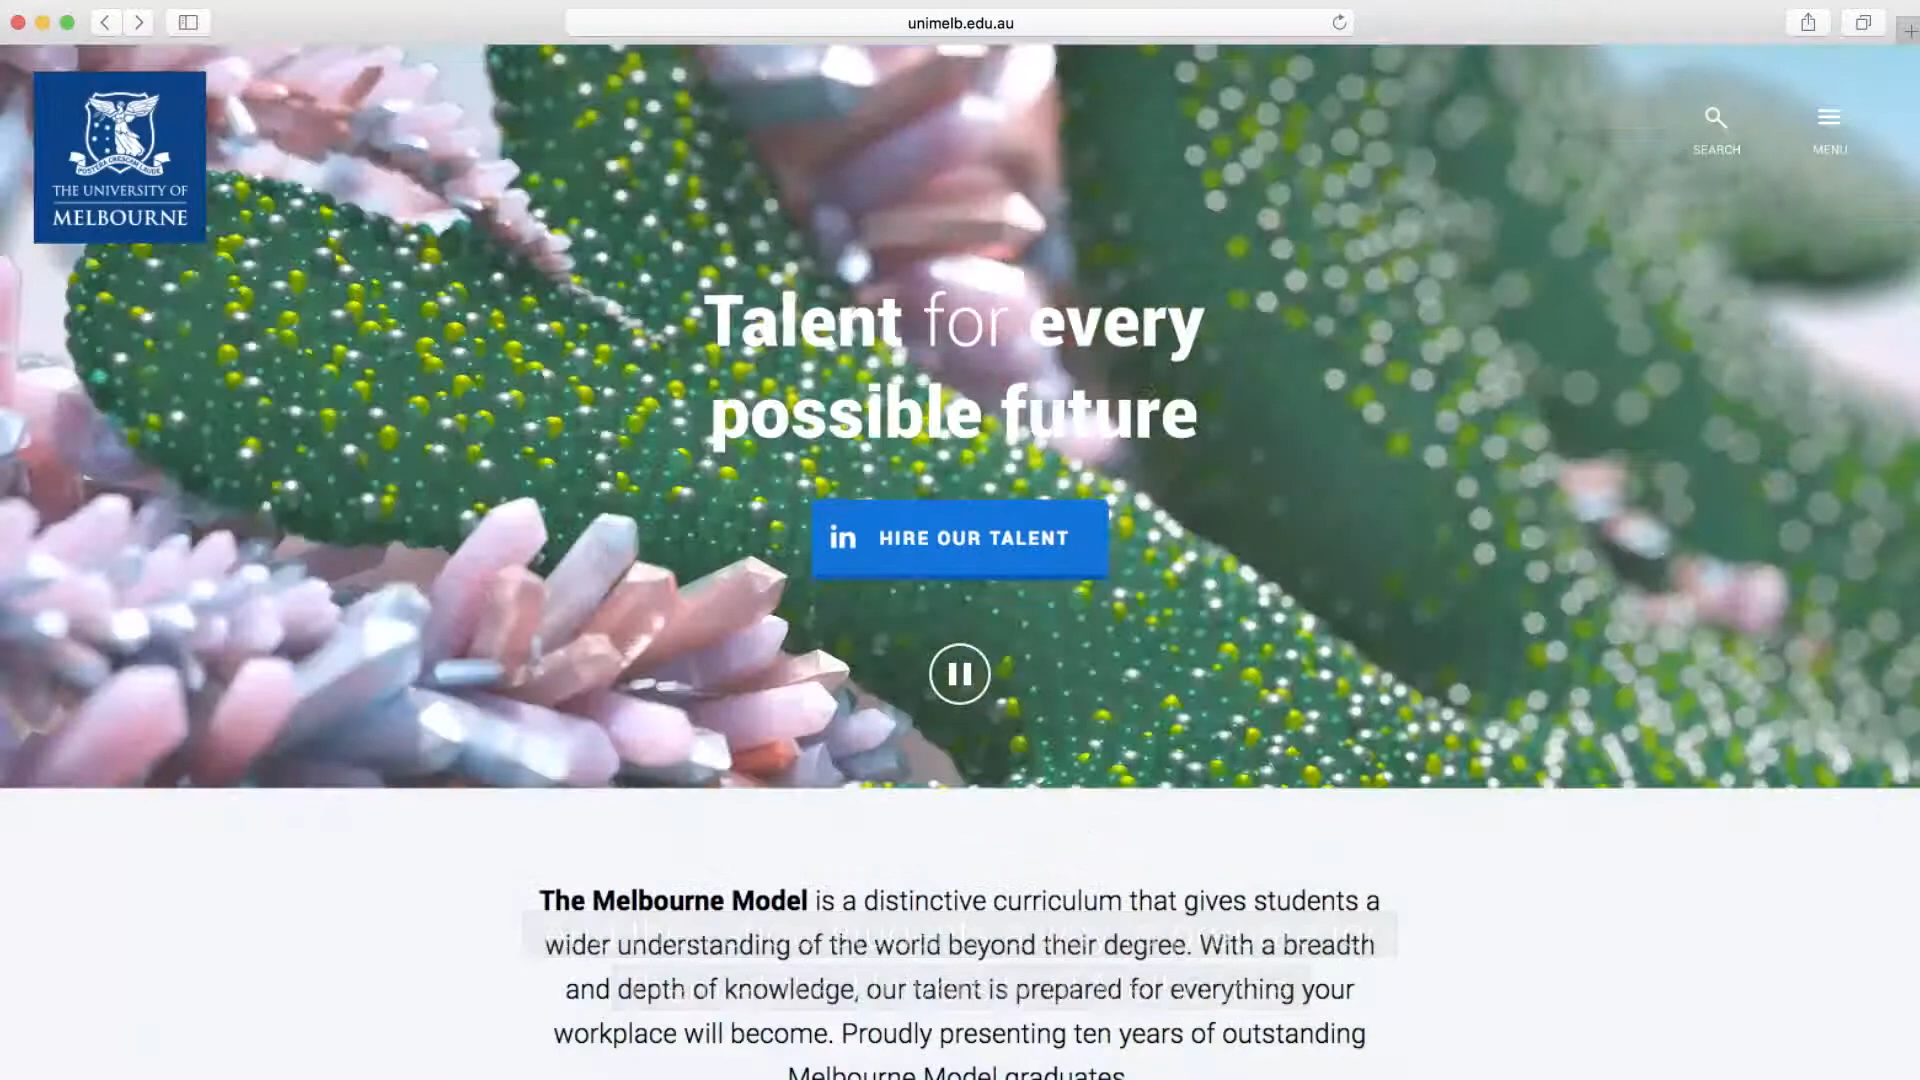 unimelb.edu.au
POSTERA CRESCAM LAUDE
THE UNIVERSITY OF
MELBOURNE
SEARCH
MENU
Talent for every
possible future
in HIRE OUR TALENT
The Melbourne Model is a distinctive curriculum that gives students a
wider understanding of the world beyond their degree. With a breadth
and depth of knowledge, our talent is prepared for everything your
workplace will become. Proudly presenting ten years of outstanding
Melbourne Model graduates.